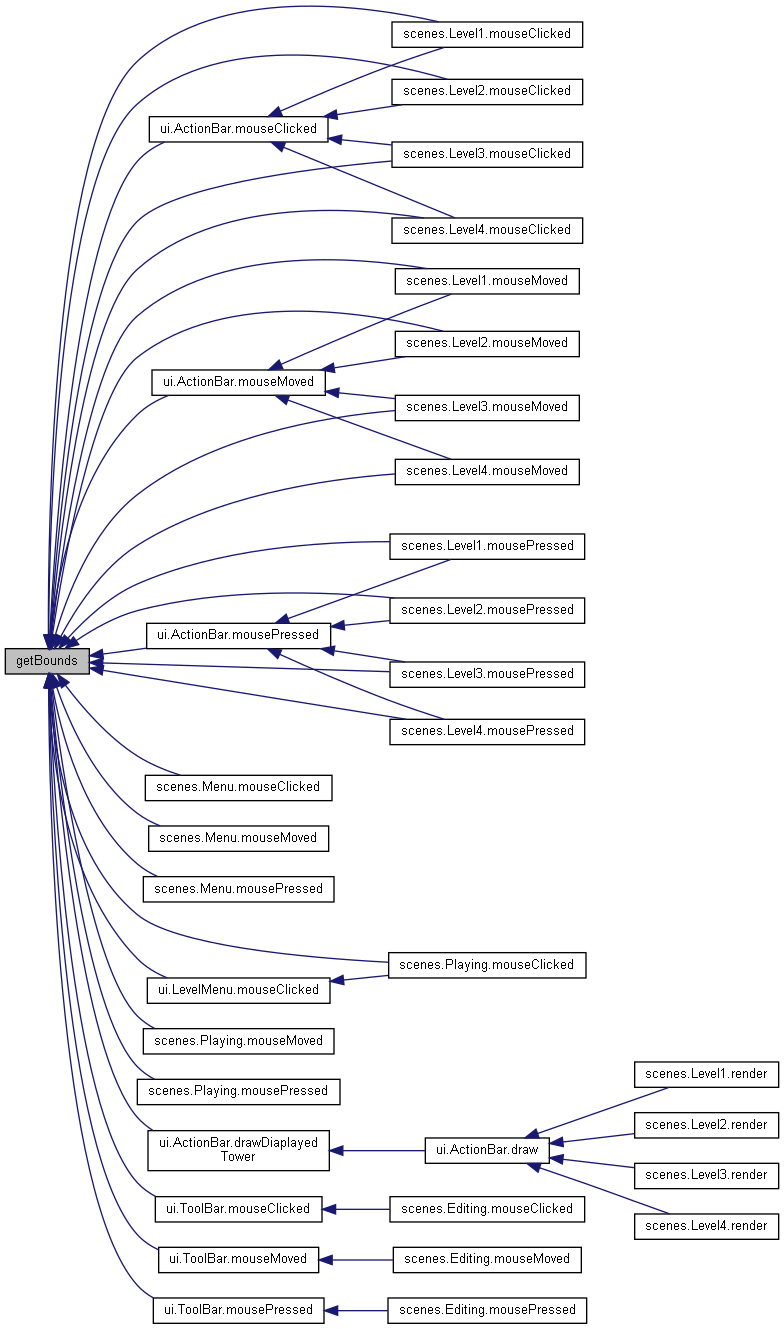 scenes.Level1.mouseClicked
scenes.Level2.mouseClicked
ui.ActionBar.mouseClicked
scenes.Level3.mouseClicked
scenes.Level4.mouseClicked
scenes.Level1.mouseMoved
scenes.Level2.mouseMoved
ui.ActionBar.mouseMoved
scenes.Level3.mouseMoved
scenes.Level4.mouseMoved
scenes.Level1.mousePressed
scenes.Level2.mousePressed
ui.ActionBar.mousePressed
getBounds
scenes.Level3.mousePressed
scenes.Level4.mousePressed
scenes.Menu.mouseClicked
scenes.Menu.mouseMoved
scenes.Menu.mousePressed
scenes.Playing.mouseClicked
ui.LevelMenu.mouseClicked
scenes.Playing.mouseMoved
scenes.Level1.render
scenes.Playing.mousePressed
scenes.Level2.render
ui.ActionBar.drawDiaplayed
Tower
ui.ActionBar.draw
scenes.Level3.render
ui.ToolBar.mouseClicked
scenes.Editing.mouseClicked
scenes.Level4.render
ui.ToolBar.mouseMoved
scenes.Editing.mouseMoved
ui.ToolBar.mousePressed
scenes.Editing.mousePressed